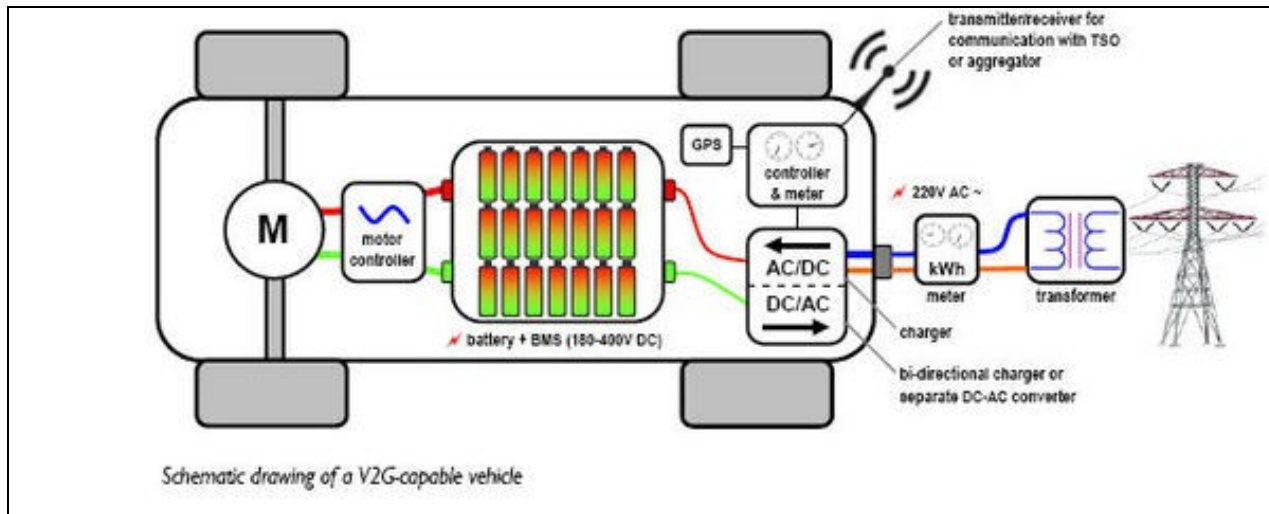 transmitter/receiver for
communication with TSO
or aggregator
GPS
controller
& meter
220V AC ~
M
motor
controller
AC/DC
DC/AC
kWh
meter
transformer
battery + BMS (180-400V DC)
charger
bi-directional charger or
separate DC-AC converter
Schematic drawing of a V2G-capable vehicle